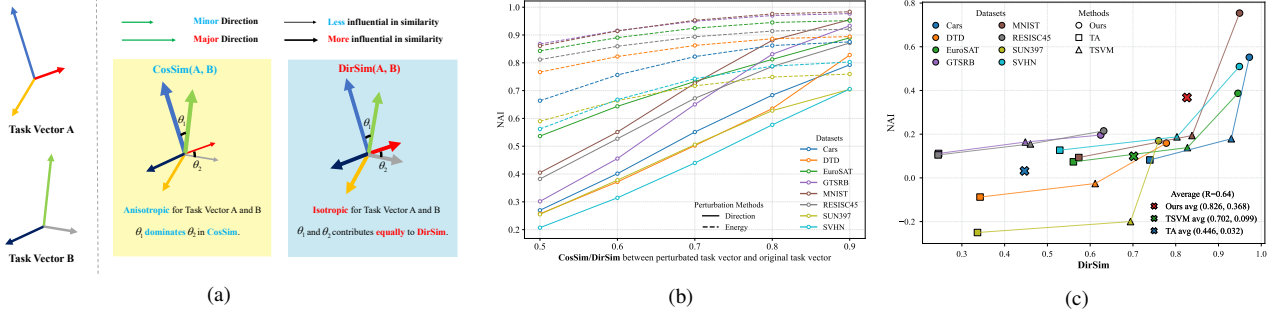 Minor Direction
Less influential in similarity
Major Direction
More influential in similarity
Task Vector A
Task Vector B
CosSim(A, B)
θ1
θ2
Anisotropic for Task Vector A and B
θ1 dominates θ2 in CosSim.
DirSim(A, B)
θ1
θ2
Isotropic for Task Vector A and B
θ1 and θ2 contributes equally to DirSim.
(a)
NAI
1.0
0.9
0.8
0.7
0.6
0.5
0.4
0.3
0.2
0.5
0.6
0.7
0.8
0.9
CosSim/DirSim between perturbated task vector and original task vector
Perturbation Methods
Direction
Energy
Datasets
Cars
DTD
EuroSAT
GTSRB
MNIST
RESISC45
SUN397
SVHN
(b)
NAI
0.8
0.6
0.4
0.2
0.0
−0.2
0.3
0.4
0.5
0.6
0.7
0.8
0.9
1.0
DirSim
Datasets
Cars
DTD
EuroSAT
GTSRB
MNIST
RESISC45
SUN397
SVHN
Methods
Ours
TA
TSVM
Average (R=0.64)
Ours avg (0.826, 0.368)
TSVM avg (0.702, 0.099)
TA avg (0.446, 0.032)
(c)